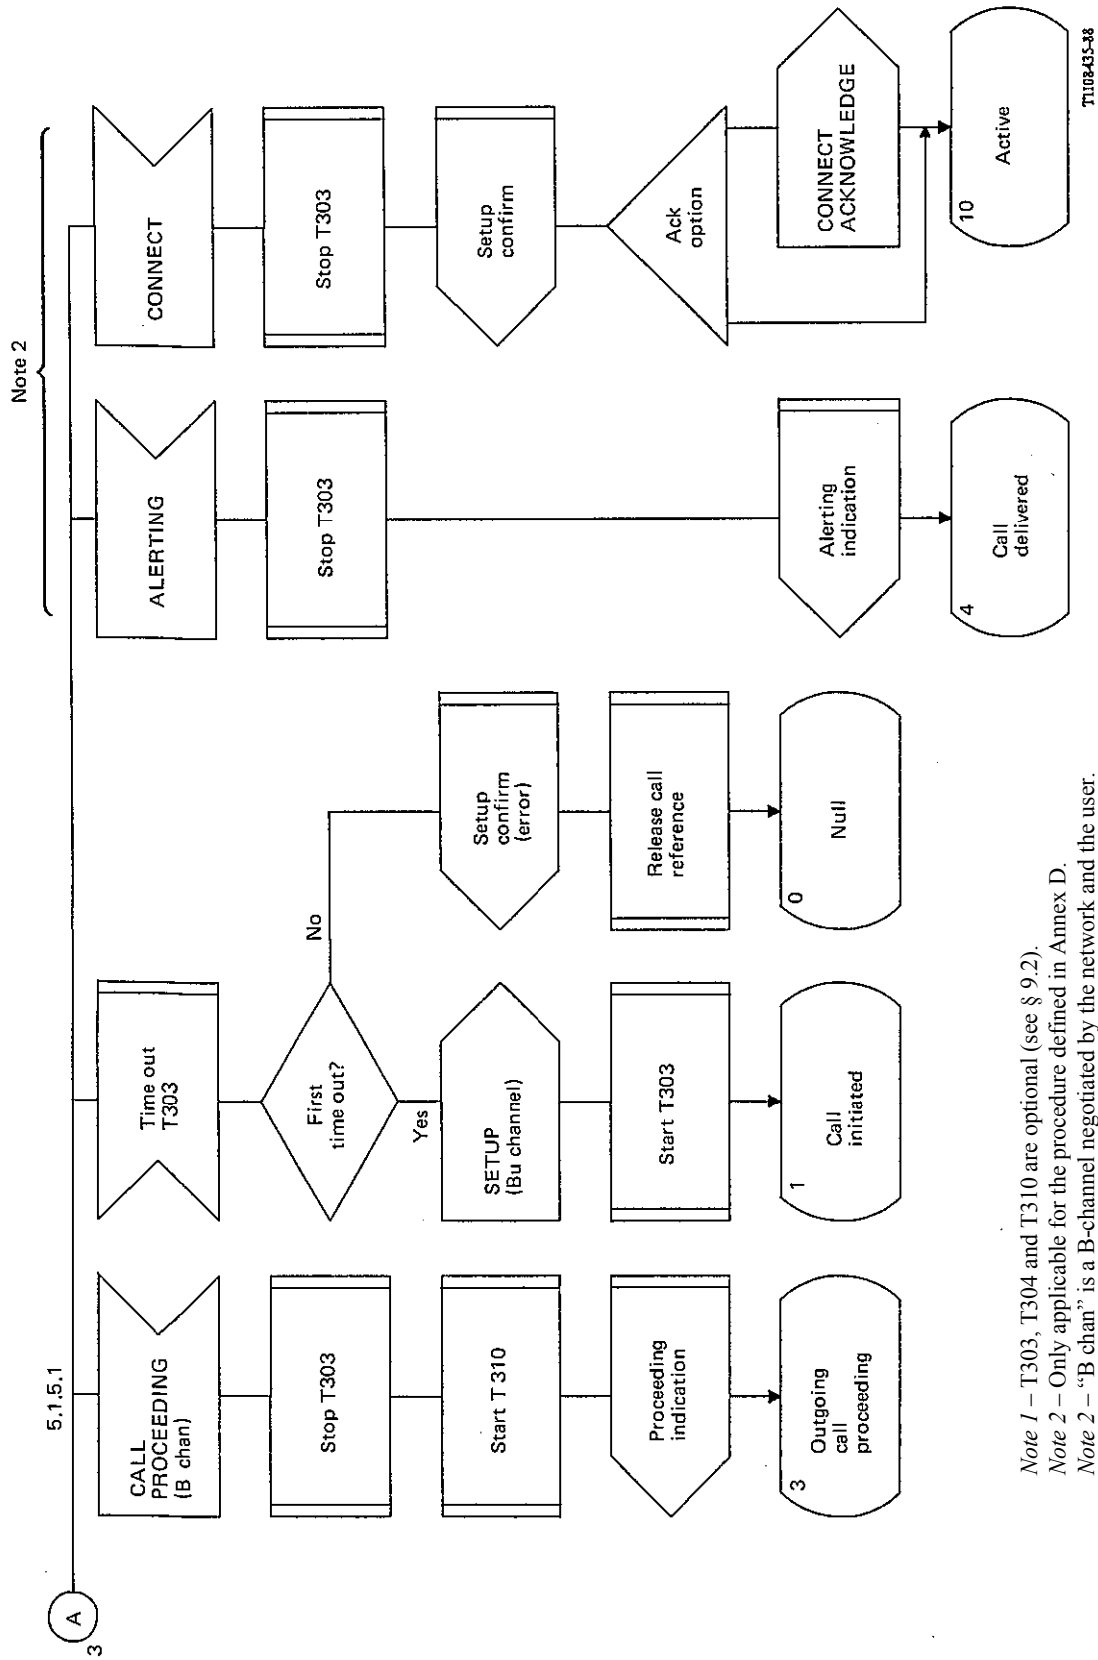 Note 2
5.1.5.1
A
3
CALL
PROCEEDING
(B chan)
Stop T303
Start T 310
Proceeding
indication
3
Outgoing
call
proceeding
Time out
T303
First
time out?
Yes
No
SETUP
(Bu channel)
Start T303
1
Call
initiated
Setup
confirm
(error)
Release call
reference
0
Null
ALERTING
Stop T303
Alerting
indication
4
Call
delivered
CONNECT
Stop T303
Setup
confirm
Ack
option
CONNECT
ACKNOWLEDGE
10
Active
T1108435-88
Note 1 – T303, T304 and T310 are optional (see § 9.2).
Note 2 – Only applicable for the procedure defined in Annex D.
Note 2 – “B chan” is a B-channel negotiated by the network and the user.